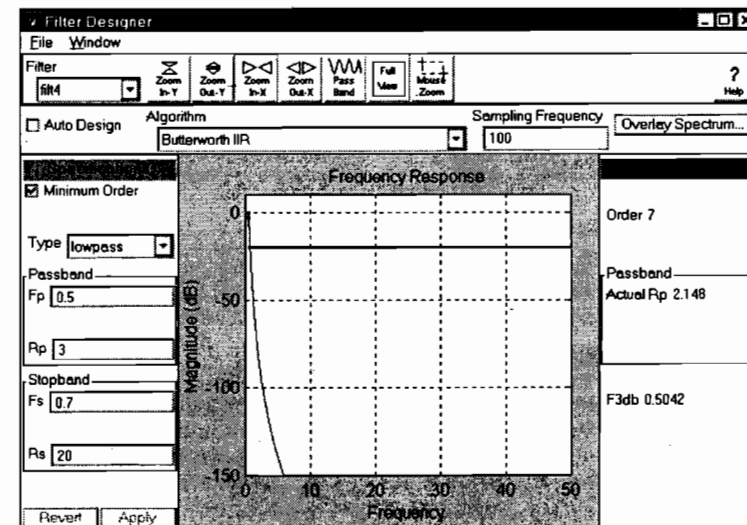 Filter Designer
File Window
Filter
filt4
Zoom In-Y
Zoom Out-Y
Zoom In-X
Zoom Out-X
Pass Band
Full View
Mouse Zoom
?
Help
Auto Design
Algorithm
Butterworth IIR
Sampling Frequency
100
Overlay Spectrum...
Minimum Order
Type lowpass
Passband
Fp 0.5
Rp 3
Stopband
Fs 0.7
Rs 20
Revert Apply
Frequency Response
Magnitude (dB)
0
-50
-100
-150
0 10 20 30 40 50
Frequency
Order 7
Passband
Actual Rp 2.148
F3db 0.5042